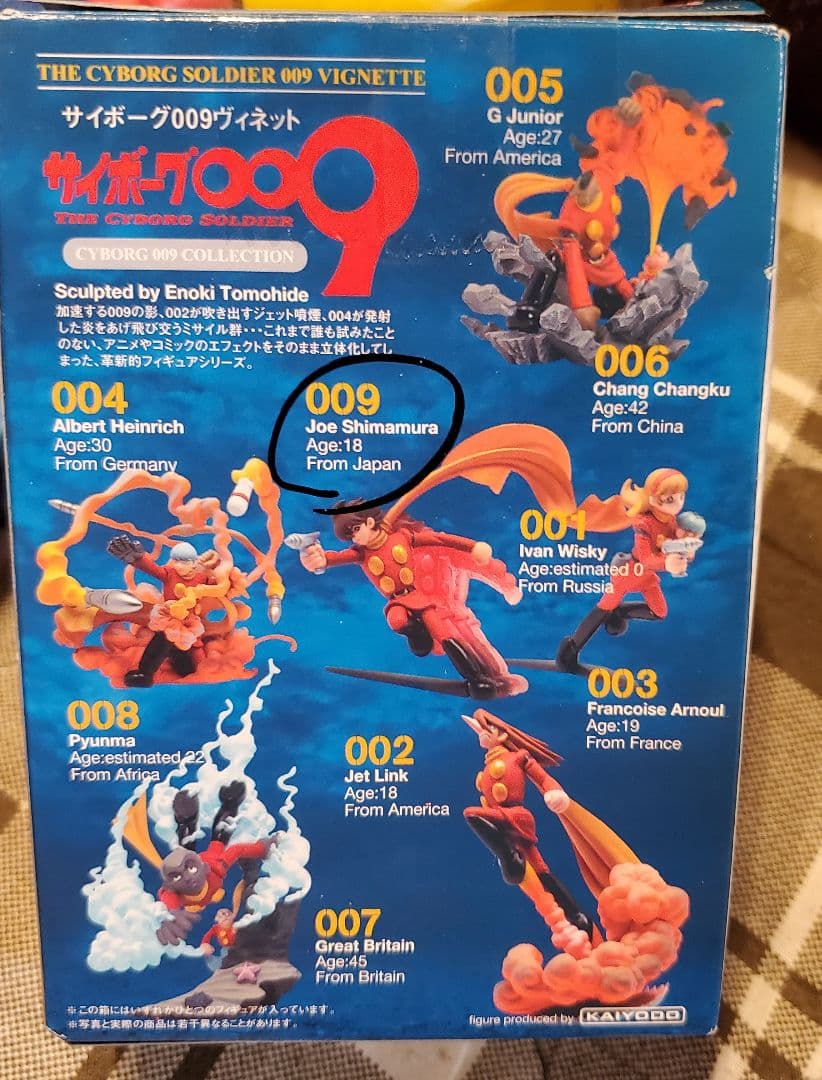 THE CYBORG SOLDIER 009 VIGNETTE
サイボーグ009ヴィネット
サイボーグ009
THE CYBORG SOLDIER
CYBORG 009 COLLECTION
Sculpted by Enoki Tomohide
加速する009の影、002が吹き出すジェット噴煙、004が発射
した炎をあげ飛び交うミサイル群･･･これまで誰も試みたこと
のない、アニメやコミックのエフェクトをそのまま立体化してし
まった、革新的フィギュアシリーズ。
005
G Junior
Age:27
From America
006
Chang Changku
Age:42
From China
004
Albert Heinrich
Age:30
From Germany
009
Joe Shimamura
Age:18
From Japan
001
Ivan Wisky
Age:estimated 0
From Russia
003
Francoise Arnoul
Age:19
From France
008
Pyunma
Age:estimated 22
From Africa
002
Jet Link
Age:18
From America
007
Great Britain
Age:45
From Britain
※この箱にはいずれかひとつのフィギュアが入っています。
※写真と実際の商品は若干異なることがあります。
figure produced by KAIYODO